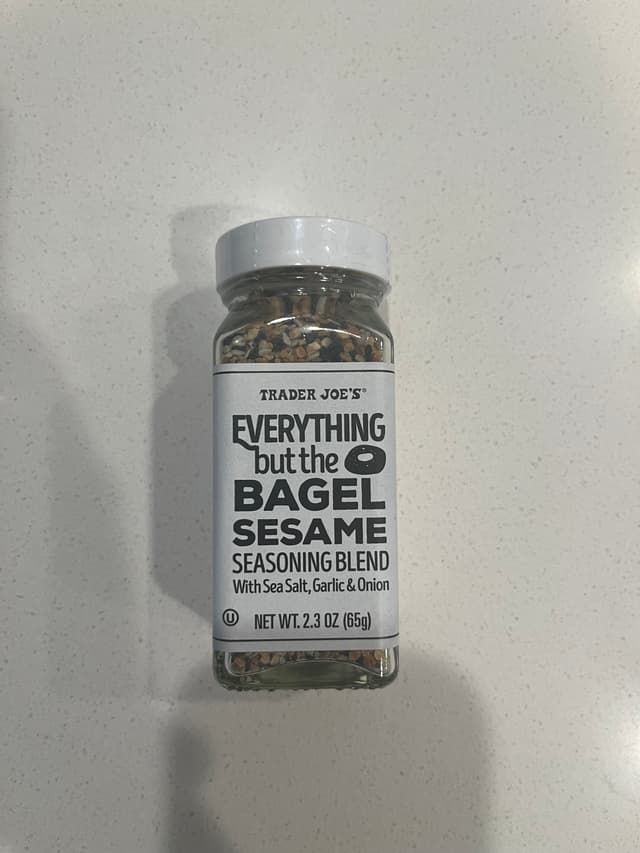 TRADER JOE'S®
EVERYTHING
but the
BAGEL
SESAME
SEASONING BLEND
With Sea Salt, Garlic & Onion
U NET WT. 2.3 OZ (65g)